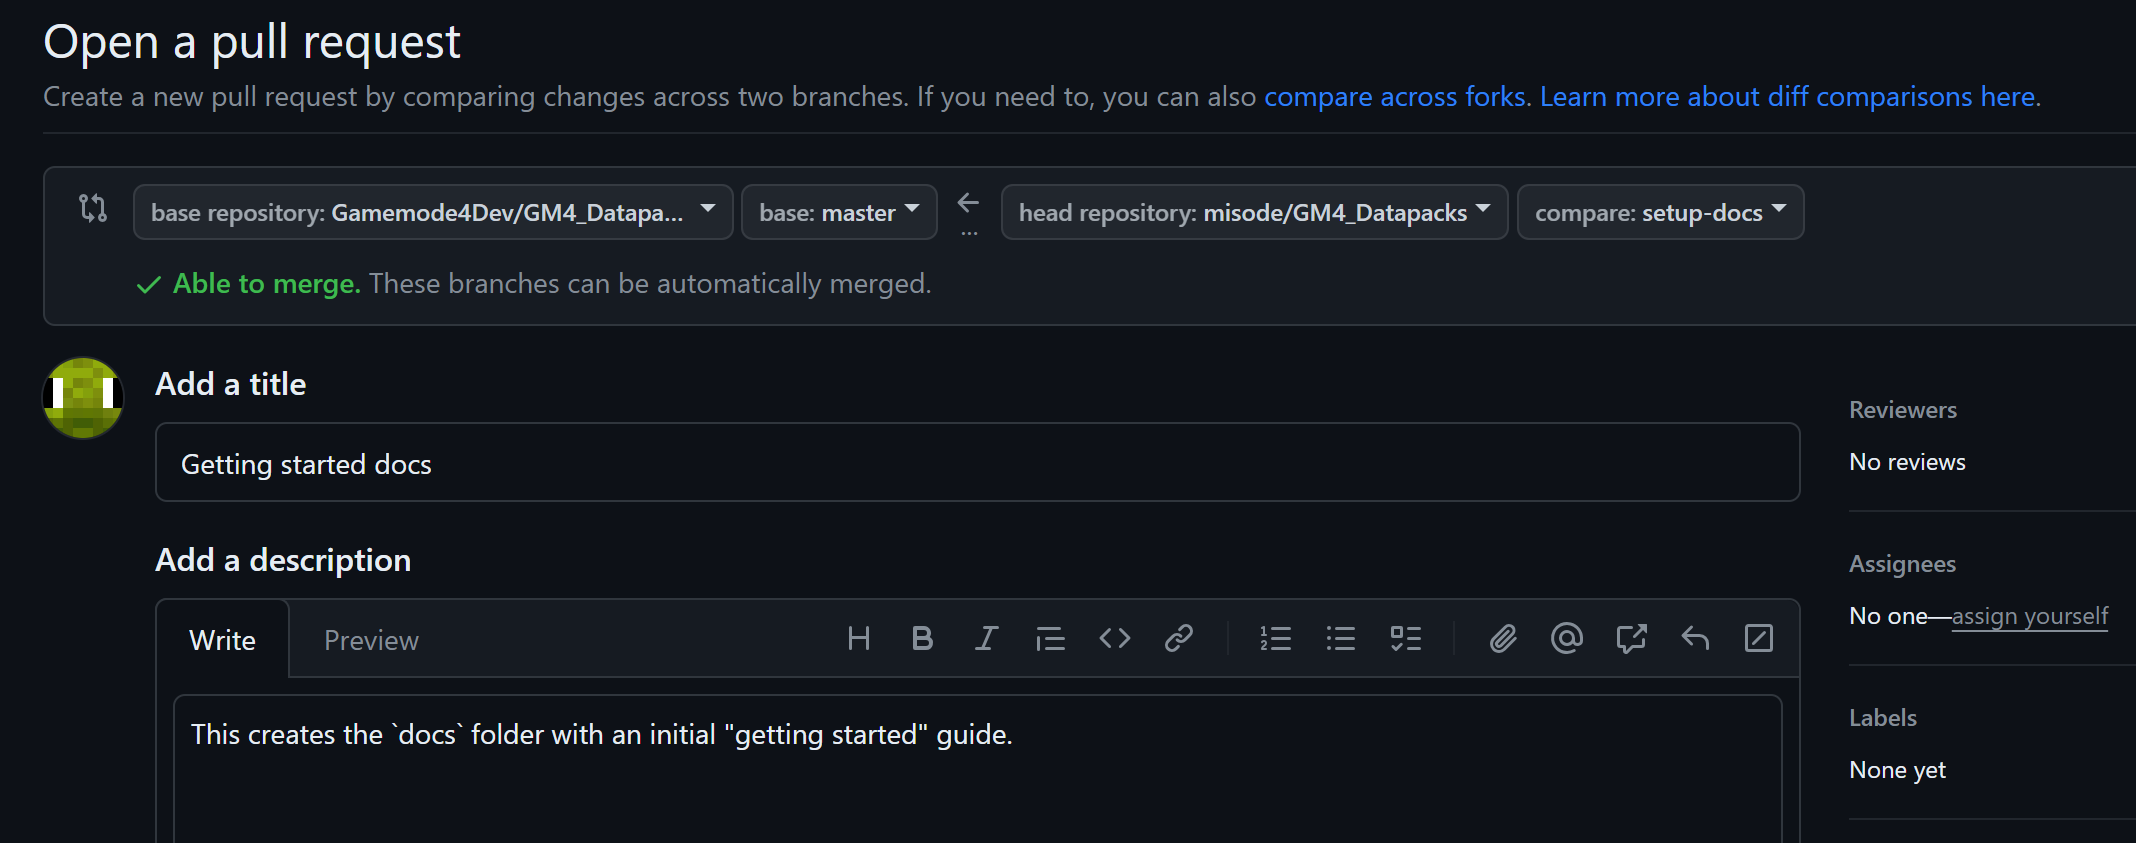 Open a pull request
Create a new pull request by comparing changes across two branches. If you need to, you can also compare across forks. Learn more about diff comparisons here.
base repository: Gamemode4Dev/GM4_Datapa... base: master ... head repository: misode/GM4_Datapacks compare: setup-docs
Able to merge. These branches can be automatically merged.
Add a title
Getting started docs
Add a description
Write Preview
This creates the `docs` folder with an initial "getting started" guide.
Reviewers
No reviews
Assignees
No one—assign yourself
Labels
None yet